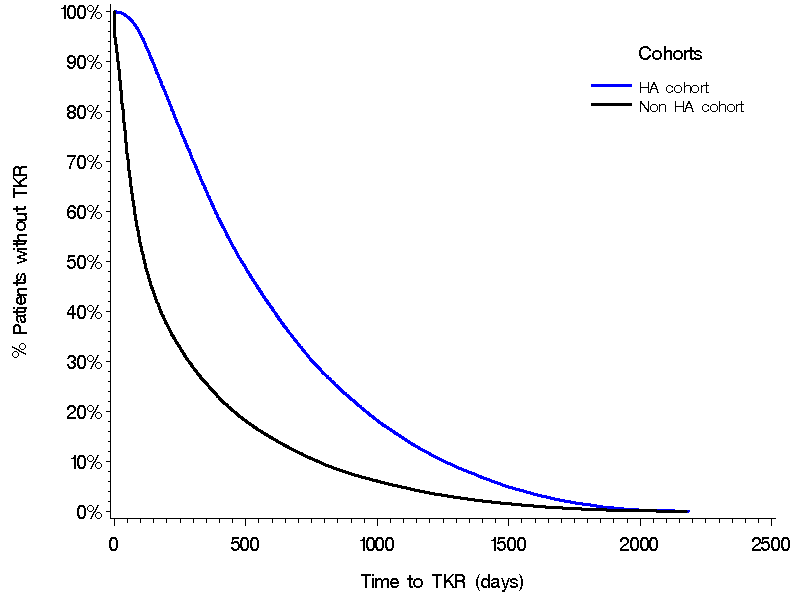 100%
90%
80%
70%
60%
50%
40%
30%
20%
10%
0%
% Patients without TKR
Cohorts
HA cohort
Non HA cohort
0 500 1000 1500 2000 2500
Time to TKR (days)